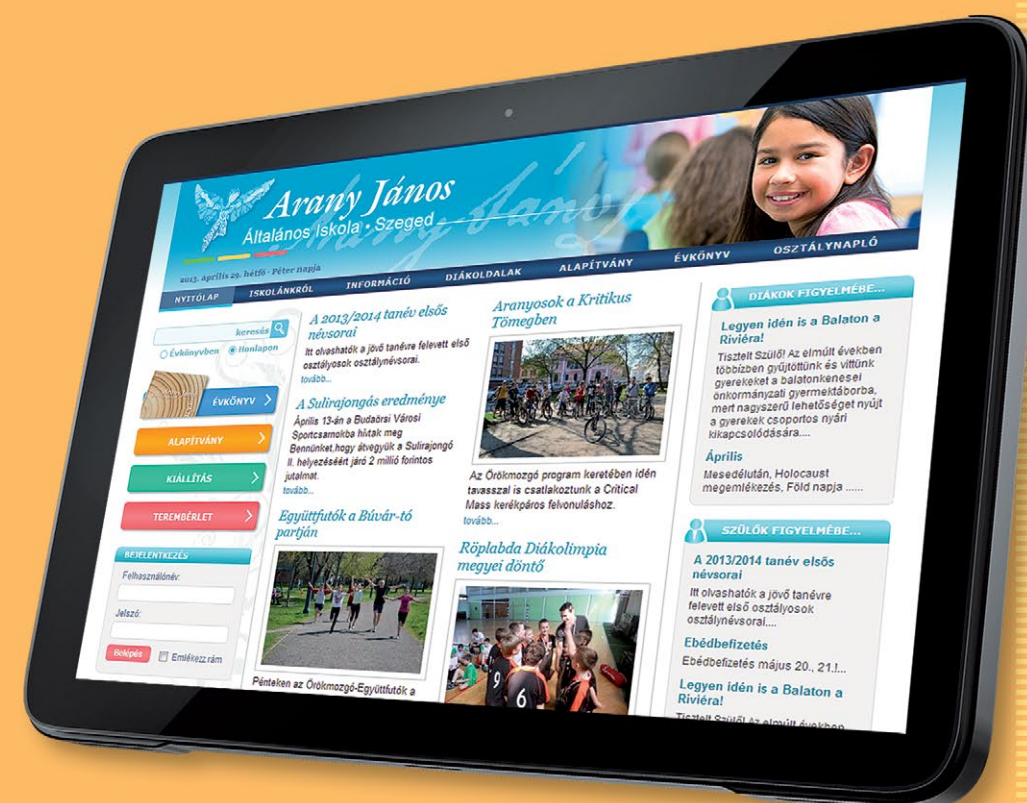 Arany János
Általános Iskola • Szeged
2013. április 29. hétfő - Péter napja
NYITÓLAP
ISKOLÁNKRÓL
INFORMÁCIÓ
DIÁKOLDALAK
ALAPÍTVÁNY
ÉVKÖNYV
OSZTÁLYNAPLÓ
keresés
Évkönyvben
Honlapon
ÉVKÖNYV
ALAPÍTVÁNY
KIÁLLÍTÁS
TEREMBÉRLET
BEJELENTKEZÉS
Felhasználónév:
Jelszó:
Belépés
Emlékezz rám
A 2013/2014 tanév elsős
névsorai
Itt olvashatók a jövő tanévre felevett első
osztályosok osztálynévsorai.
tovább...
A Sulirajongás eredménye
Április 13-án a Budaörsi Városi
Sportcsarnokba hívtak meg
Bennünket,hogy átvegyük a Sulirajongó
II. helyezéséért járó 2 millió forintos
jutalmat.
tovább...
Együttfutók a Búvár-tó
partján
Pénteken az Örökmozgó-Együttfutók a
Aranyosok a Kritikus
Tömegben
Az Örökmozgó program keretében idén
tavasszal is csatlakoztunk a Critical
Mass kerékpáros felvonuláshoz.
tovább...
Röplabda Diákolimpia
megyei döntő
9
6
DIÁKOK FIGYELMÉBE...
Legyen idén is a Balaton a
Riviéra!
Tisztelt Szülő! Az elmúlt években
többizben gyűjtöttünk és vittünk
gyerekeket a balatonkenesei
önkormányzati gyermektáborba,
mert nagyszerű lehetőséget nyújt
a gyerekek csoportos nyári
kikapcsolódására....
Április
Mesedélután, Holocaust
megemlékezés, Föld napja ......
SZÜLŐK FIGYELMÉBE...
A 2013/2014 tanév elsős
névsorai
Itt olvashatók a jövő tanévre
felevett első osztályosok
osztálynévsorai....
Ebédbefizetés
Ebédbefizetés május 20., 21.!...
Legyen idén is a Balaton a
Riviéra!
Tisztelt Szülő! Az elmúlt években